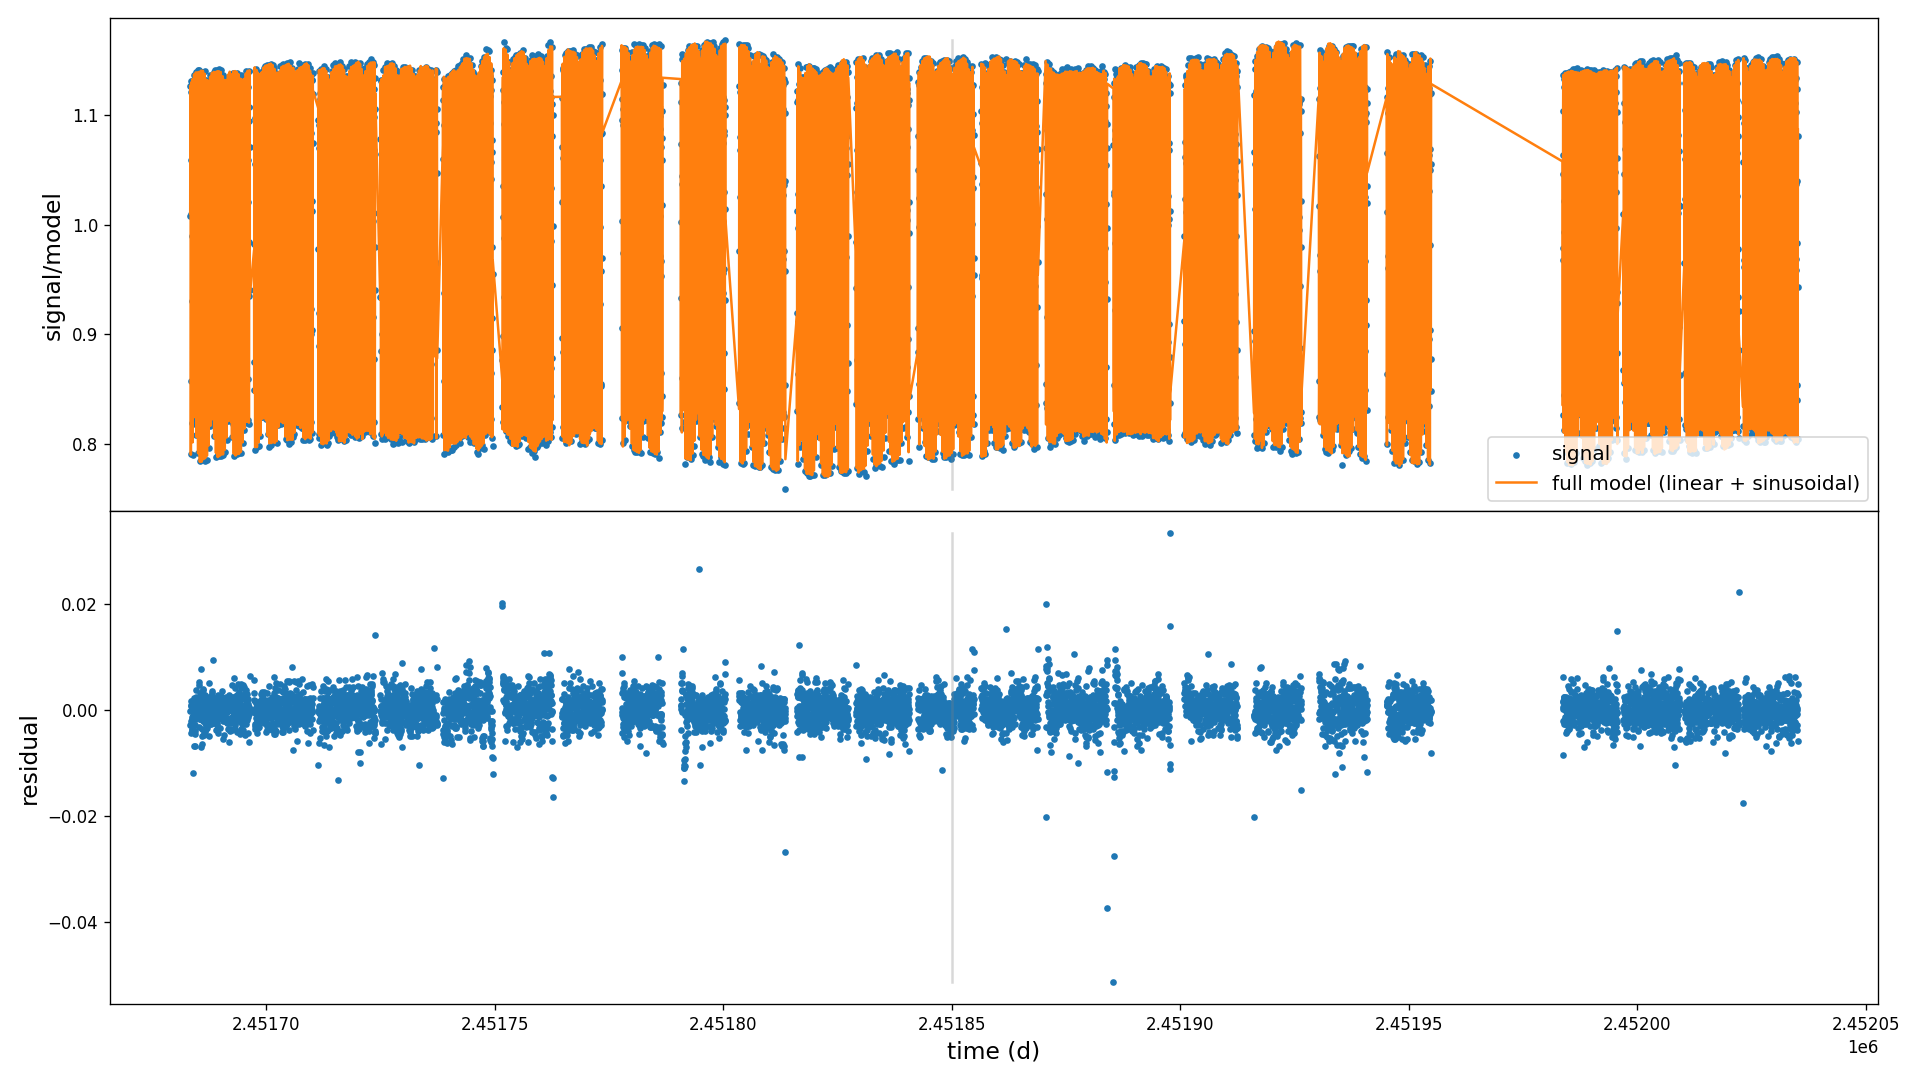 signal/model
1.1
1.0
0.9
0.8
signal
full model (linear + sinusoidal)
residual
0.02
0.00
−0.02
−0.04
2.45170
2.45175
2.45180
2.45185
2.45190
2.45195
2.45200
2.45205
1e6
time (d)